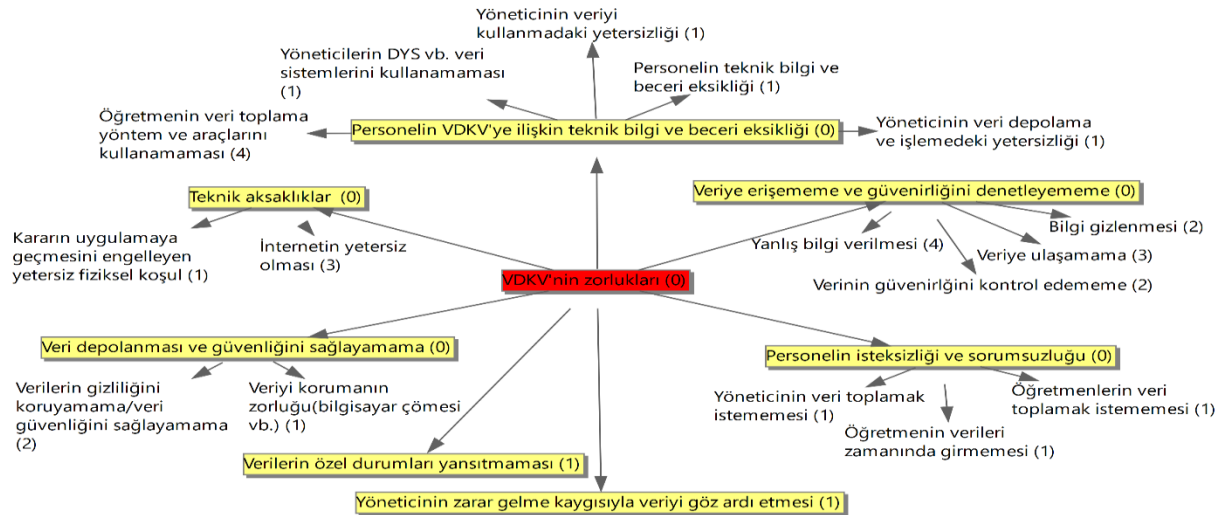 Yöneticinin veriyi
kullanmadaki yetersizliği (1)
Yöneticilerin DYS vb. veri
sistemlerini kullanamaması
(1)
Personelin teknik bilgi ve
beceri eksikliği (1)
Öğretmenin veri toplama
yöntem ve araçlarını
kullanamaması (4)
Personelin VDKV'ye ilişkin teknik bilgi ve beceri eksikliği (0)
Yöneticinin veri depolama
ve işlemedeki yetersizliği (1)
Teknik aksaklıklar (0)
Kararın uygulamaya
geçmesini engelleyen
yetersiz fiziksel koşul (1)
İnternetin yetersiz
olması (3)
Veriye erişememe ve güvenirliğini denetleyememe (0)
Yanlış bilgi verilmesi (4)
Bilgi gizlenmesi (2)
Veriye ulaşamama (3)
Verinin güvenirlğini kontrol edememe (2)
VDKV'nin zorlukları (0)
Veri depolanması ve güvenliğini sağlayamama (0)
Verilerin gizliliğini
koruyamama/veri
güvenliğini sağlayamama
(2)
Veriyi korumanın
zorluğu(bilgisayar çömesi
vb.) (1)
Personelin isteksizliği ve sorumsuzluğu (0)
Yöneticinin veri toplamak
istememesi (1)
Öğretmenin verileri
zamanında girmemesi (1)
Öğretmenlerin veri
toplamak istememesi (1)
Verilerin özel durumları yansıtmaması (1)
Yöneticinin zarar gelme kaygısıyla veriyi göz ardı etmesi (1)